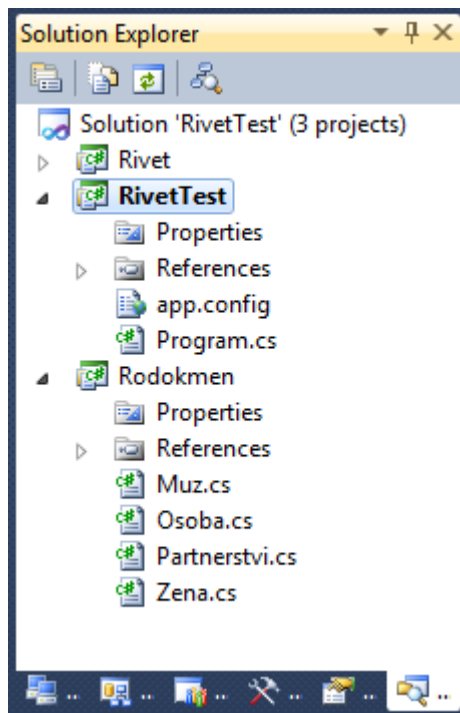 Solution Explorer
Solution 'RivetTest' (3 projects)
C# Rivet
C# RivetTest
Properties
References
app.config
C# Program.cs
C# Rodokmen
Properties
References
C# Muz.cs
C# Osoba.cs
C# Partnerstvi.cs
C# Zena.cs
.. .. .. .. .. ..